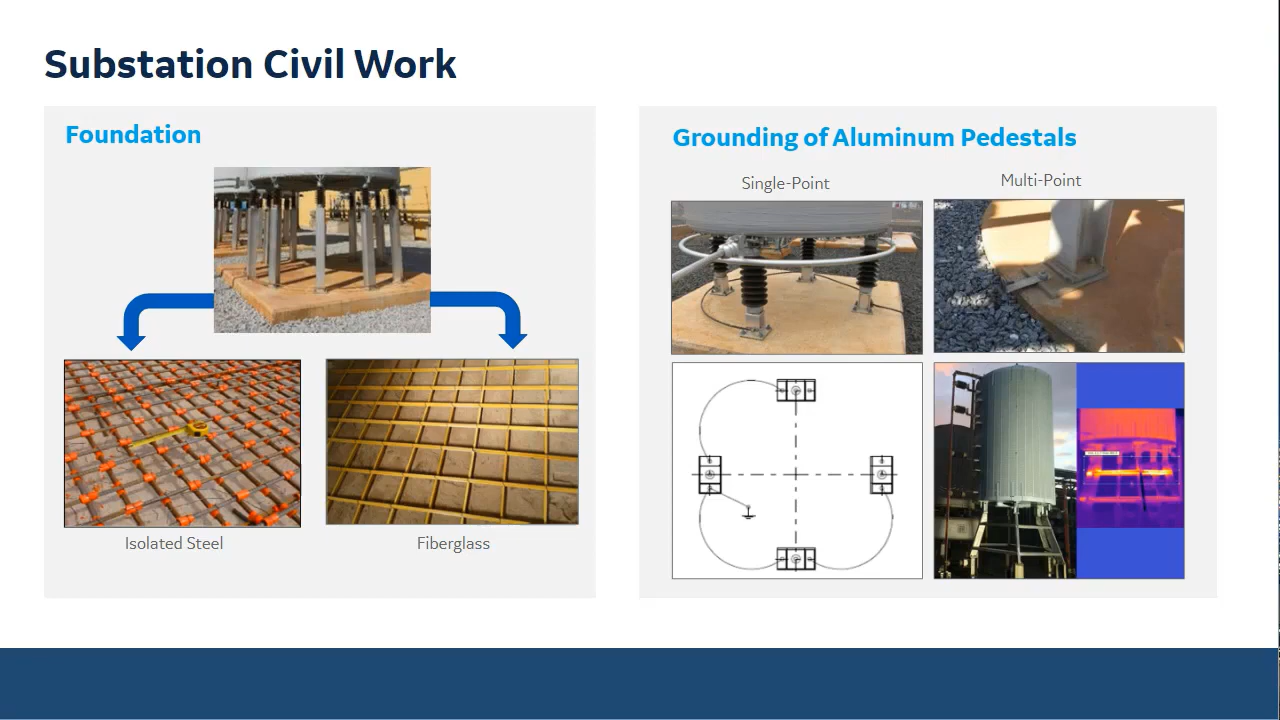 Substation Civil Work
Foundation
Isolated Steel
Fiberglass
Grounding of Aluminum Pedestals
Single-Point
Multi-Point